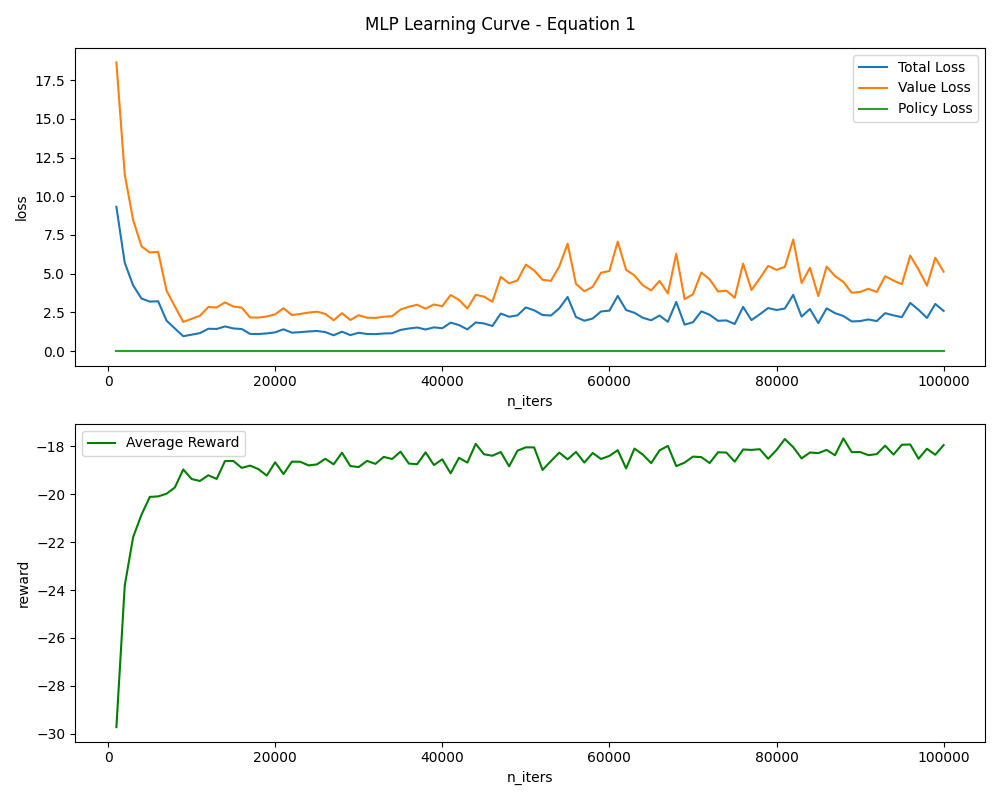 MLP Learning Curve - Equation 1
Total Loss
Value Loss
Policy Loss
17.5
15.0
12.5
10.0
7.5
5.0
2.5
0.0
loss
0 20000 40000 60000 80000 100000
n_iters
Average Reward
−18
−20
−22
−24
−26
−28
−30
reward
0 20000 40000 60000 80000 100000
n_iters